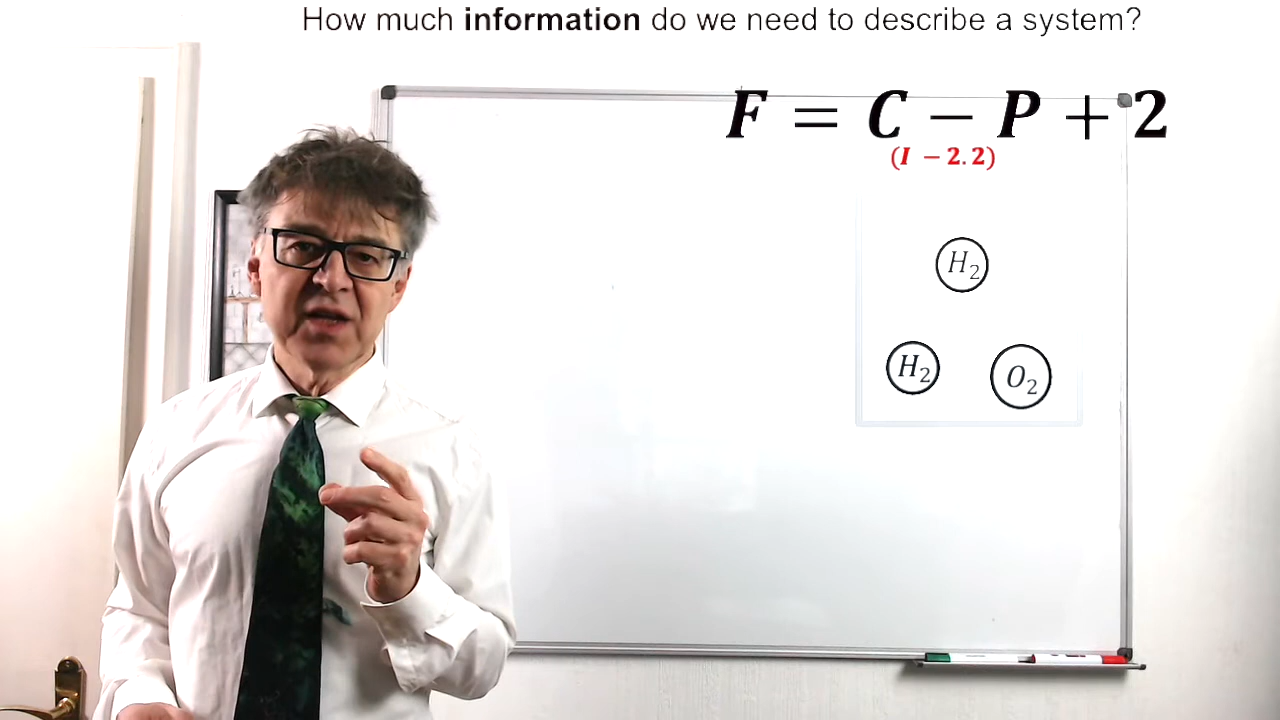 How much information do we need to describe a system?
F = C − P + 2
(I − 2.2)
H₂
H₂
O₂